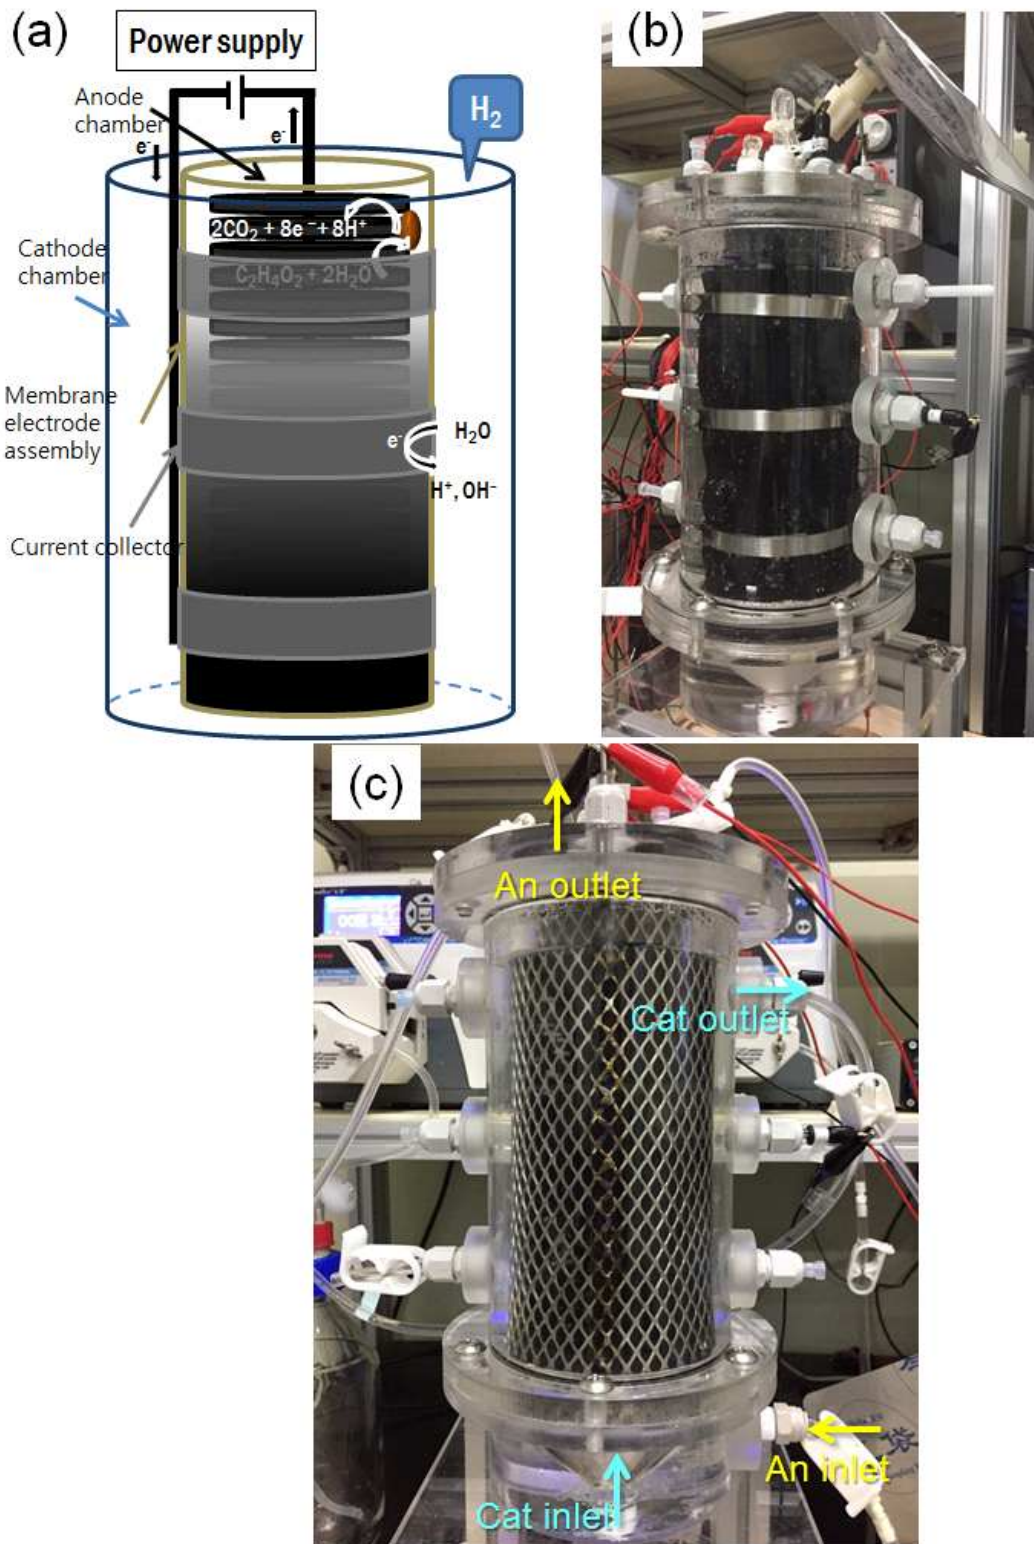 (a)
Power supply
Anode
chamber
e⁻
e⁻
H₂
2CO₂ + 8e⁻ + 8H⁺
C₂H₄O₂ + 2H₂O
Cathode
chamber
Membrane
electrode
assembly
e⁻
H₂O
H⁺, OH⁻
Current collector
(b)
(c)
An outlet
Cat outlet
An inlet
Cat inlet